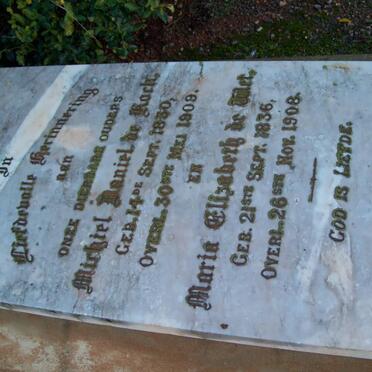 In
Liefdevolle Herinnering
aan
onze dierbare ouders
Michiel Daniel de Kock,
Geb. 14de Sept. 1830,
Overl. 30ste Mei 1909.
en
Maria Elizabeth de Wet,
Geb. 21ste Sept. 1836,
Overl. 26ste Nov. 1908.
God is Liefde.